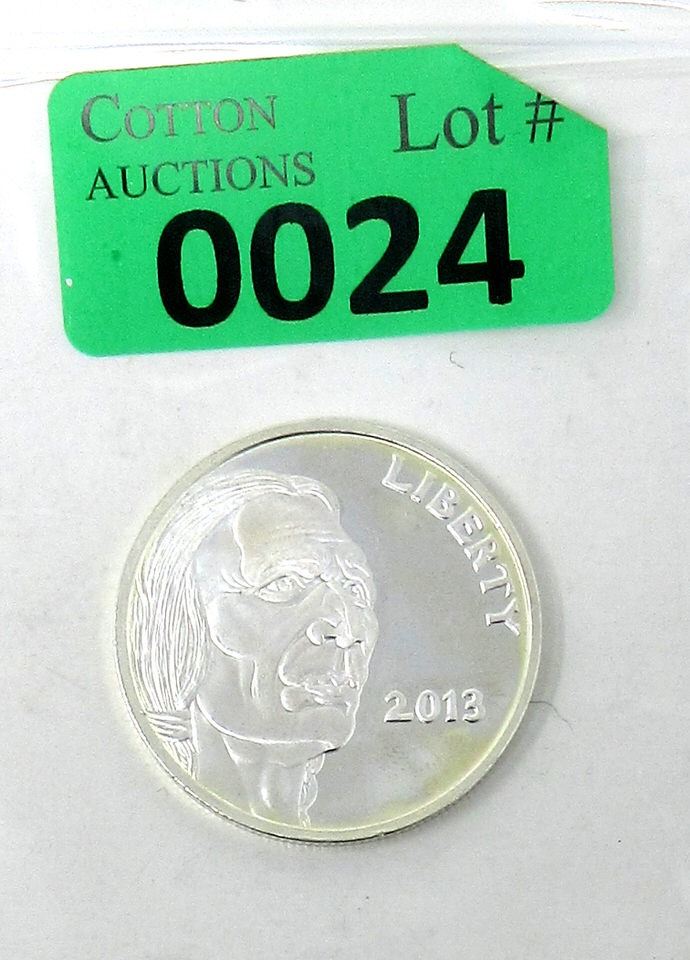 COTTON
AUCTIONS
Lot #
0024
LIBERTY
2013